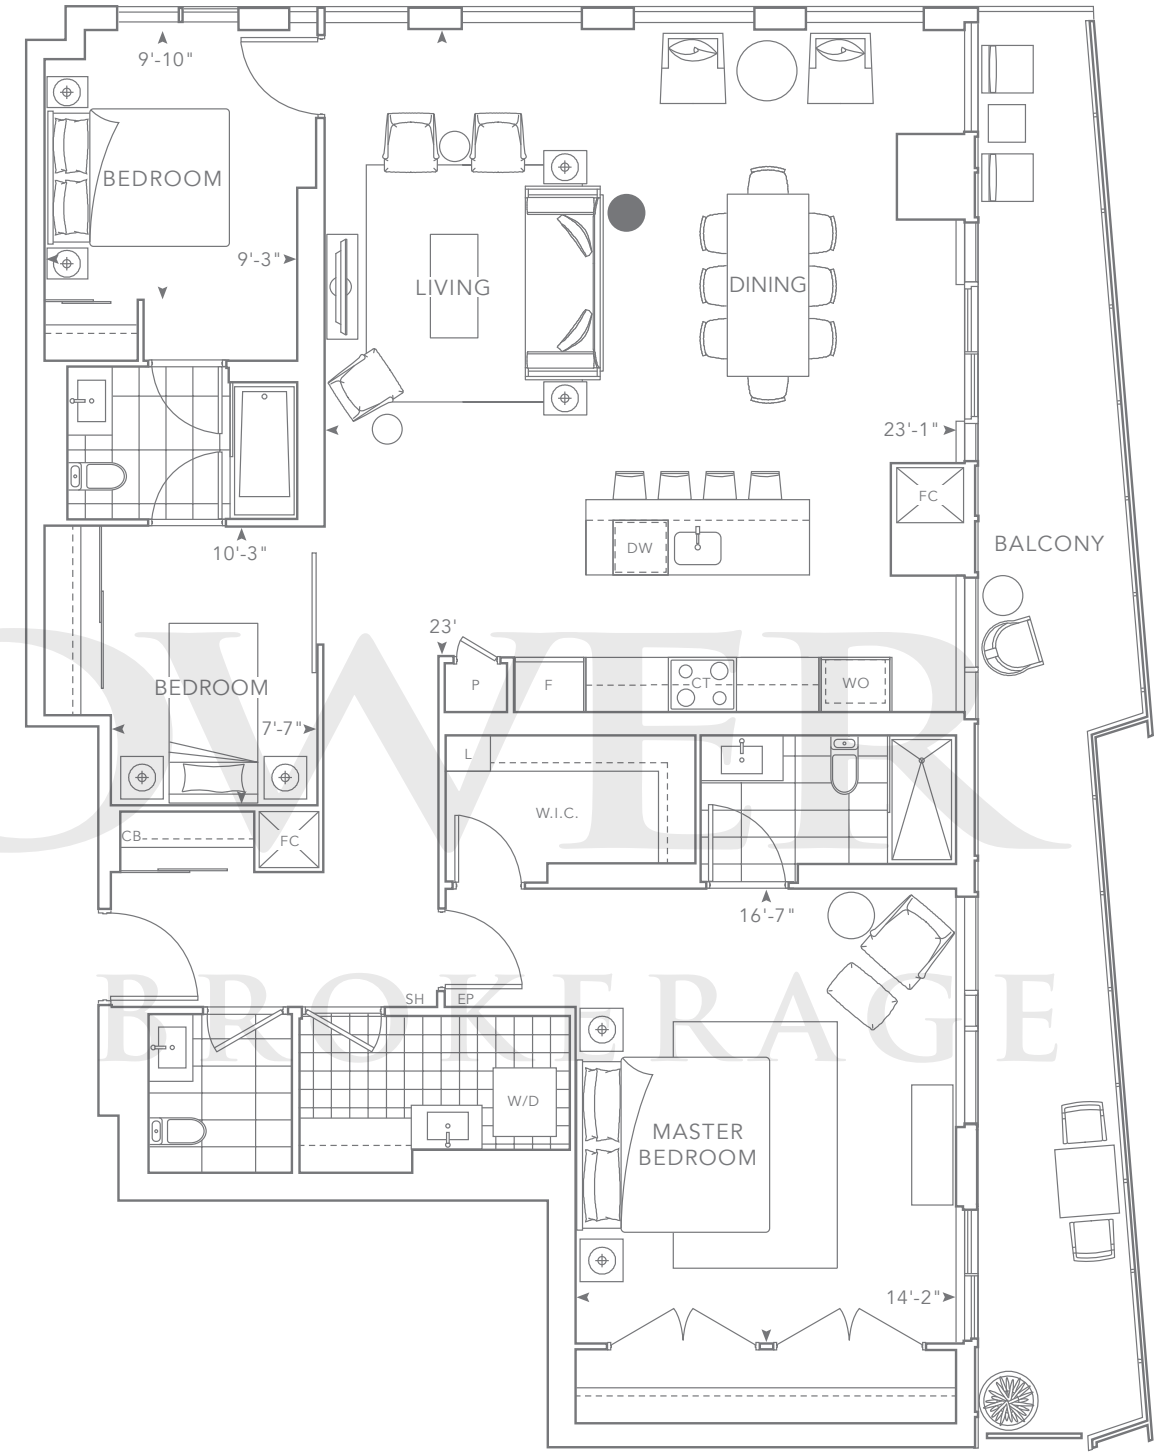 9'-10"
BEDROOM
9'-3"
LIVING
DINING
23'-1"
FC
10'-3"
DW
BALCONY
23'
P
F
CT
WO
BEDROOM
7'-7"
L
W.I.C.
CB
FC
16'-7"
SH
EP
W/D
MASTER
BEDROOM
14'-2"
OWER
BROKERAGE